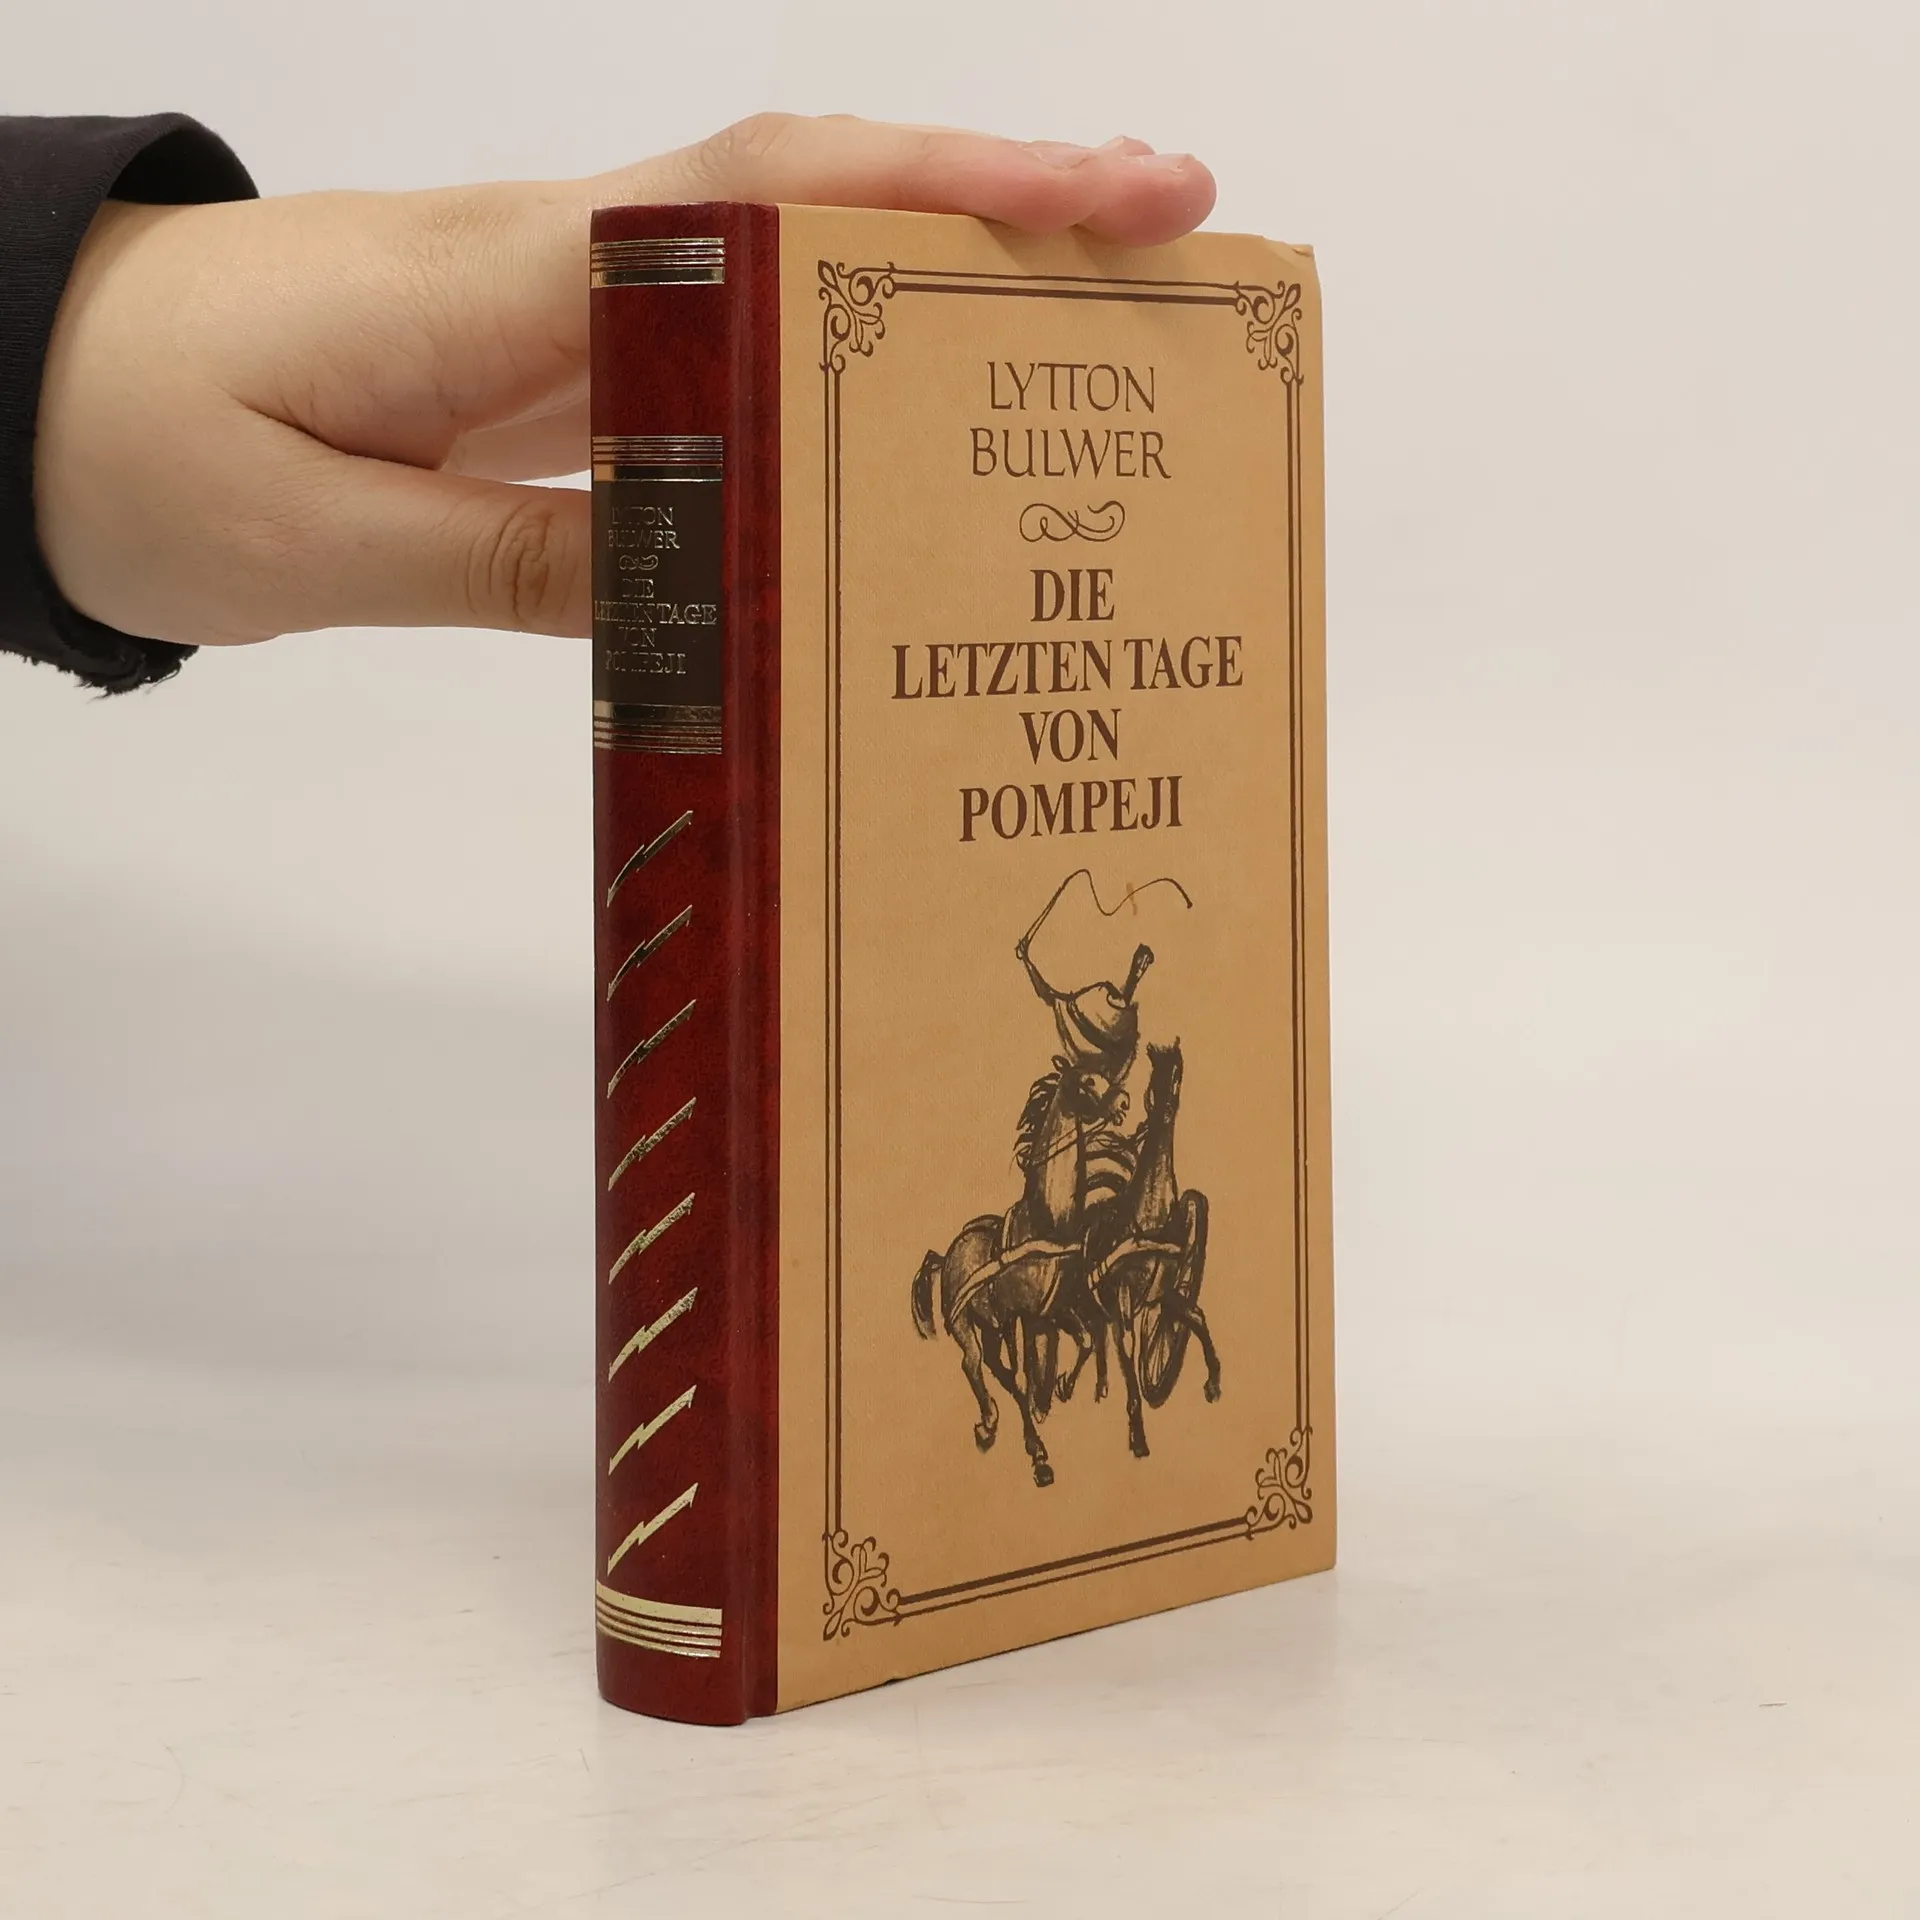 LYTTON
BULWER
DIE
LETZTEN TAGE
VON
POMPEJI
LYTTON
BULWER
DIE
LETZTEN TAGE
VON
POMPEJI